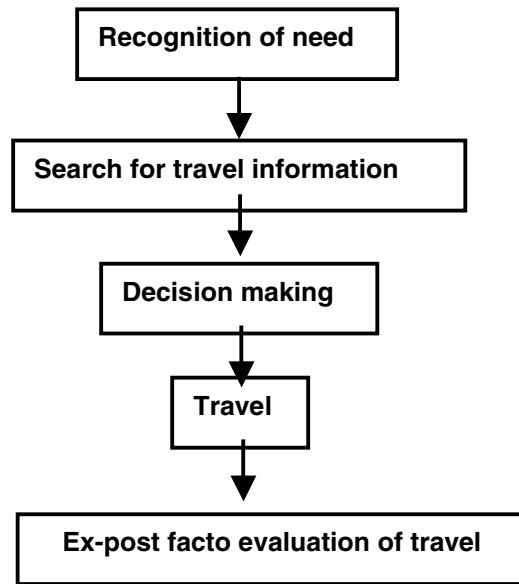 Recognition of need
Search for travel information
Decision making
Travel
Ex-post facto evaluation of travel